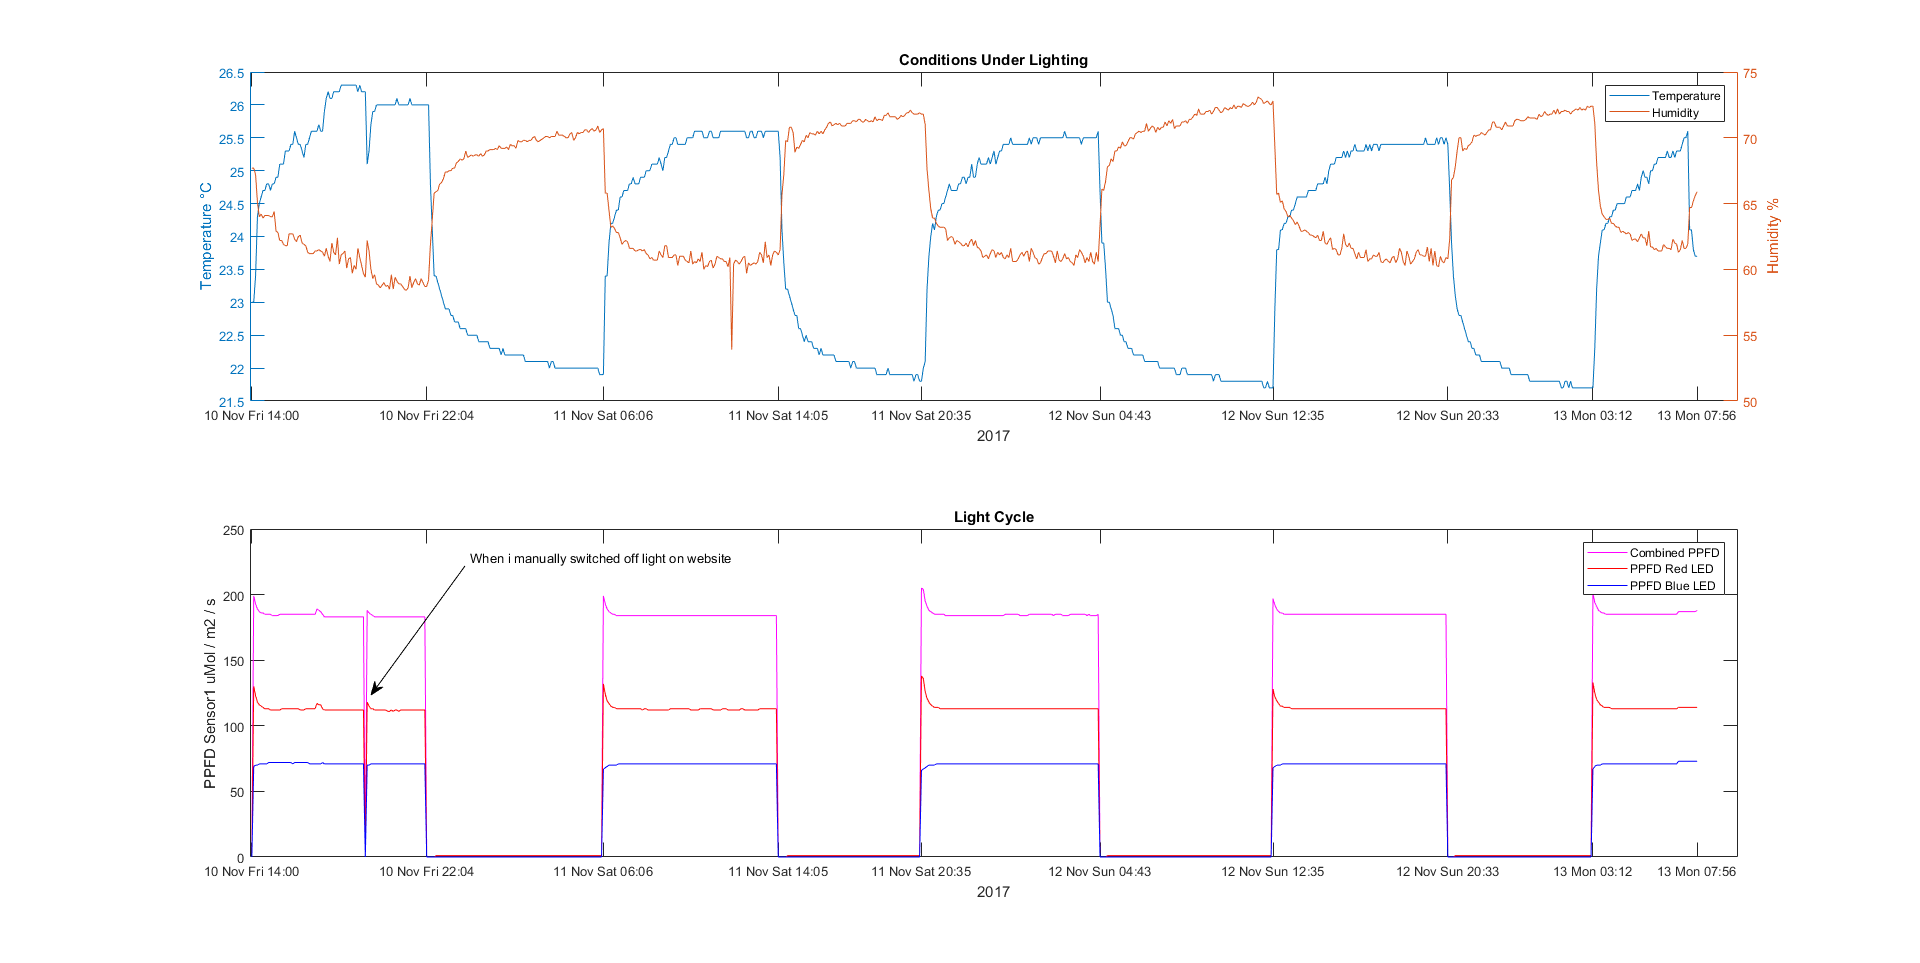 Conditions Under Lighting
26.5
26
25.5
25
24.5
24
23.5
23
22.5
22
21.5
Temperature °C
75
70
65
60
55
50
Humidity %
Temperature
Humidity
10 Nov Fri 14:00 10 Nov Fri 22:04 11 Nov Sat 06:06 11 Nov Sat 14:05 11 Nov Sat 20:35 12 Nov Sun 04:43 12 Nov Sun 12:35 12 Nov Sun 20:33 13 Mon 03:12 13 Mon 07:56
2017
Light Cycle
250
200
150
100
50
0
PPFD Sensor1 uMol / m2 / s
When i manually switched off light on website
Combined PPFD
PPFD Red LED
PPFD Blue LED
10 Nov Fri 14:00 10 Nov Fri 22:04 11 Nov Sat 06:06 11 Nov Sat 14:05 11 Nov Sat 20:35 12 Nov Sun 04:43 12 Nov Sun 12:35 12 Nov Sun 20:33 13 Mon 03:12 13 Mon 07:56
2017